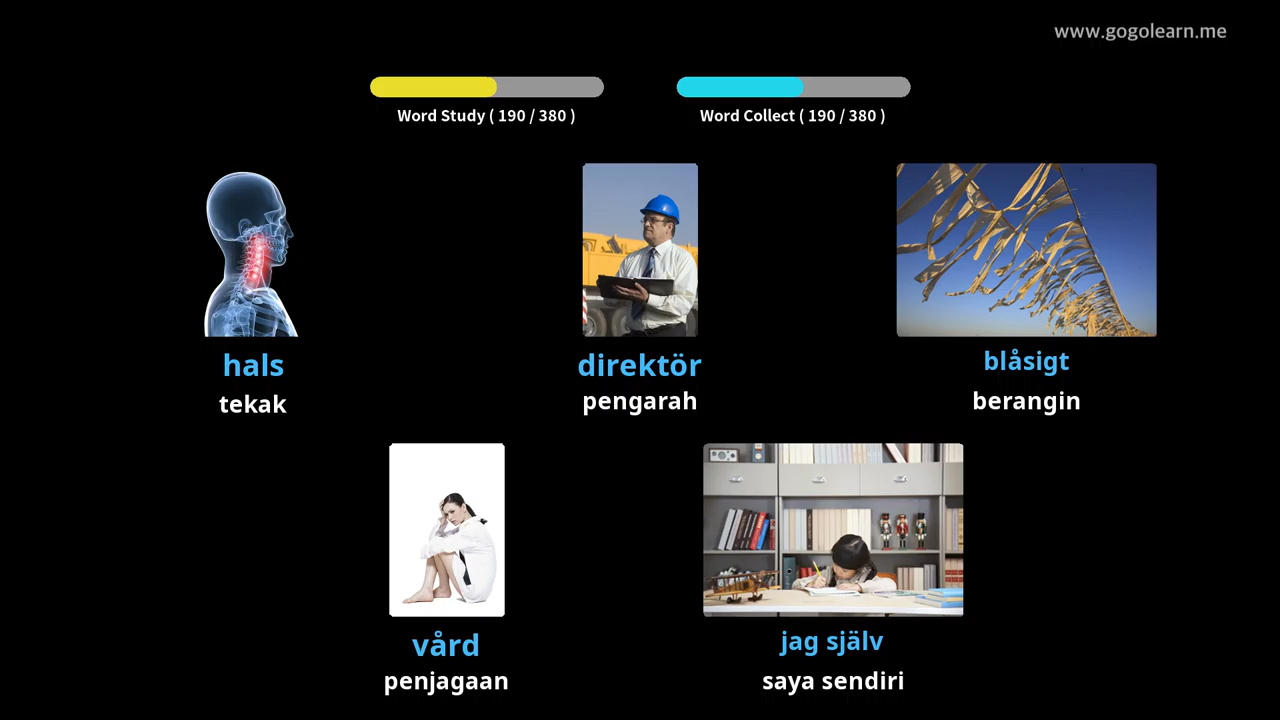 www.gogolearn.me
Word Study ( 190 / 380 )
Word Collect ( 190 / 380 )
hals
tekak
direktör
pengarah
blåsigt
berangin
vård
penjagaan
jag själv
saya sendiri